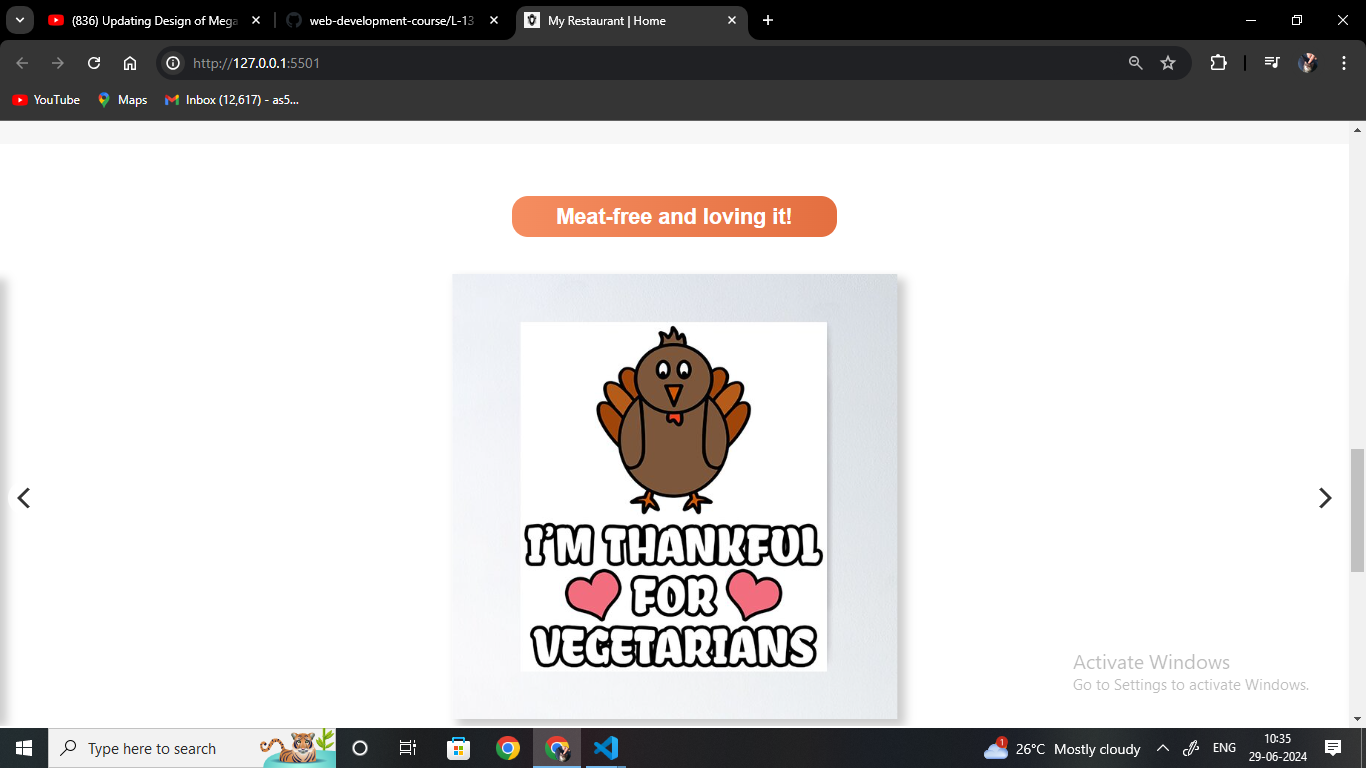 (836) Updating Design of Mega
web-development-course/L-13
My Restaurant | Home
http://127.0.0.1:5501
YouTube
Maps
Inbox (12,617) - as5...
Meat-free and loving it!
I'M THANKFUL
FOR
VEGETARIANS
Activate Windows
Go to Settings to activate Windows.
Type here to search
1
26°C Mostly cloudy
ENG
10:35
29-06-2024